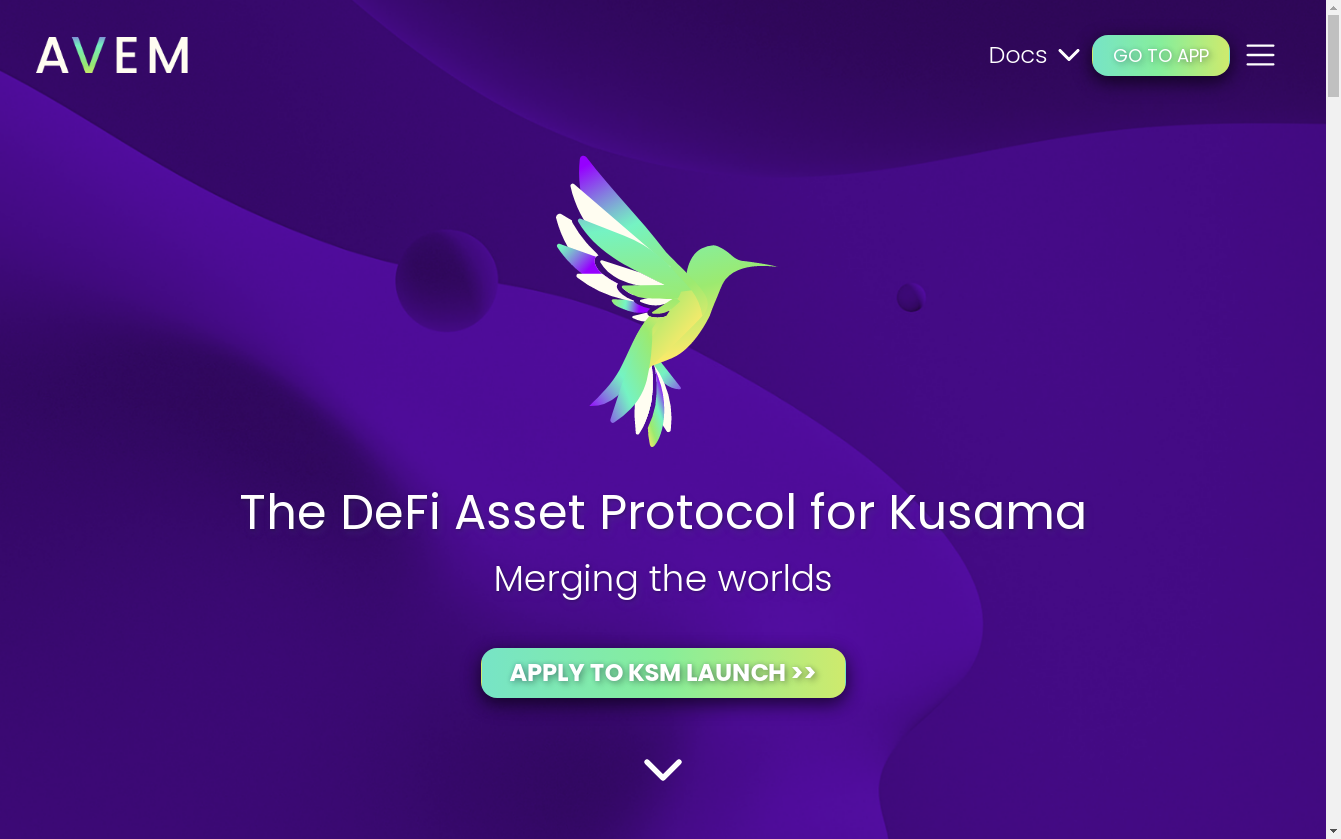 AVEM
Docs
GO TO APP
The DeFi Asset Protocol for Kusama
Merging the worlds
APPLY TO KSM LAUNCH >>